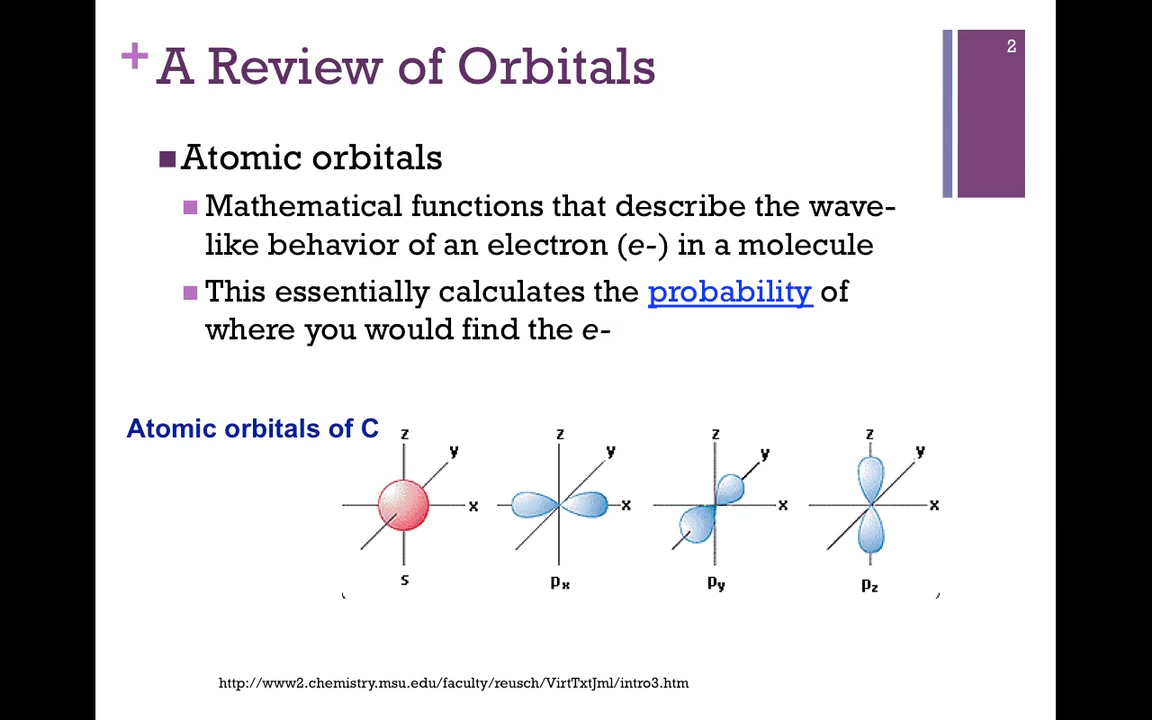 2
+ A Review of Orbitals
Atomic orbitals
Mathematical functions that describe the wave-
like behavior of an electron (e-) in a molecule
This essentially calculates the probability of
where you would find the e-
Atomic orbitals of C
z y x s
z y x px
z y x py
z y x pz
http://www2.chemistry.msu.edu/faculty/reusch/VirtTxtJml/intro3.htm